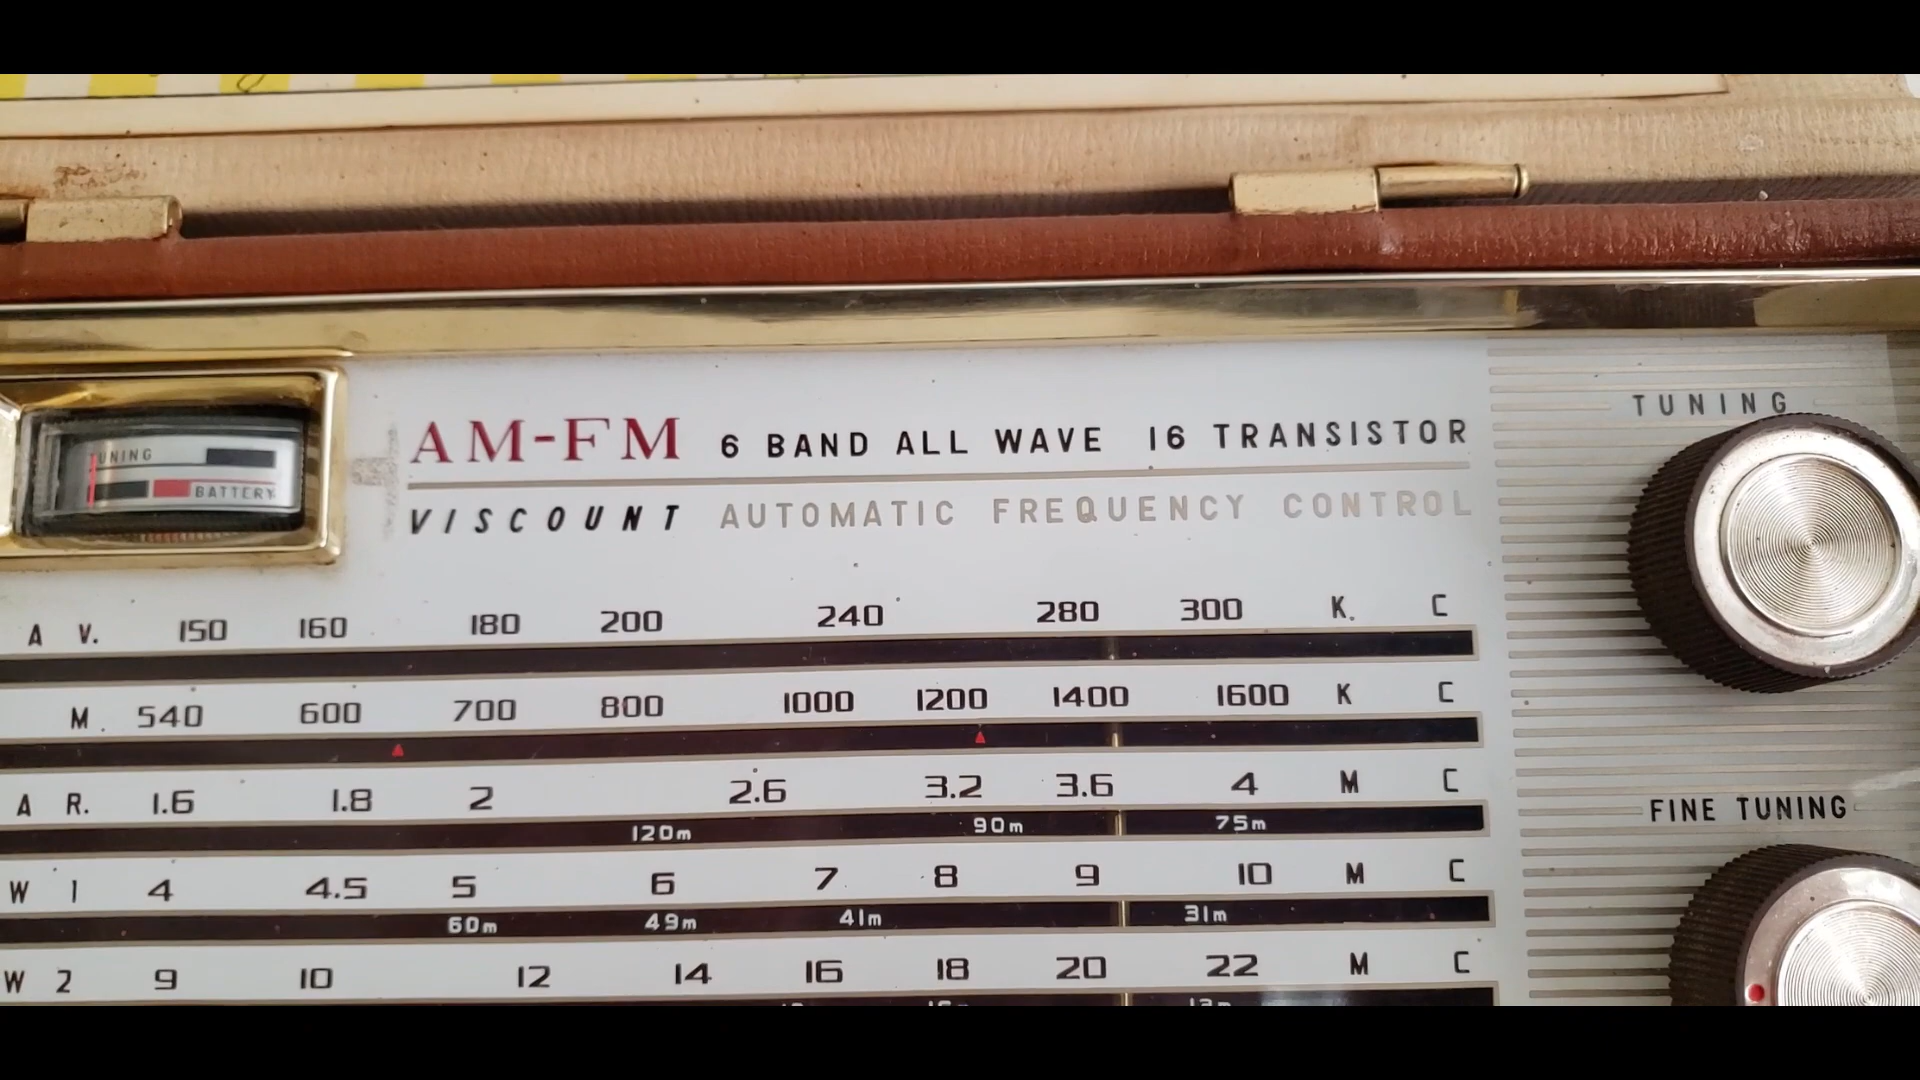 TUNING
BATTERY
AM-FM 6 BAND ALL WAVE 16 TRANSISTOR
VISCOUNT AUTOMATIC FREQUENCY CONTROL
TUNING
A V. 150 160 180 200 240 280 300 K. C
M. 540 600 700 800 1000 1200 1400 1600 K C
A R. 1.6 1.8 2 2.6 3.2 3.6 4 M C
120m 90m 75m
FINE TUNING
W 1 4 4.5 5 6 7 8 9 10 M C
60m 49m 41m 31m
W 2 9 10 12 14 16 18 20 22 M C